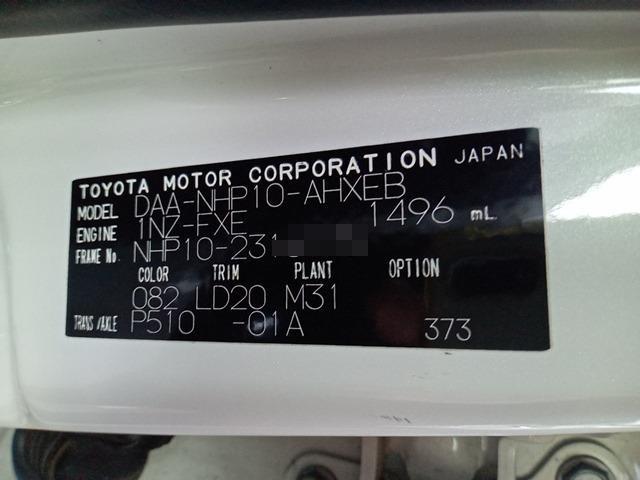 TOYOTA MOTOR CORPORATION JAPAN
MODEL DAA-NHP10-AHXEB
ENGINE 1NZ-FXE 1496 mL
FRAME No. NHP10-231
COLOR TRIM PLANT OPTION
082 LD20 M31
TRANS/AXLE P510 -01A 373